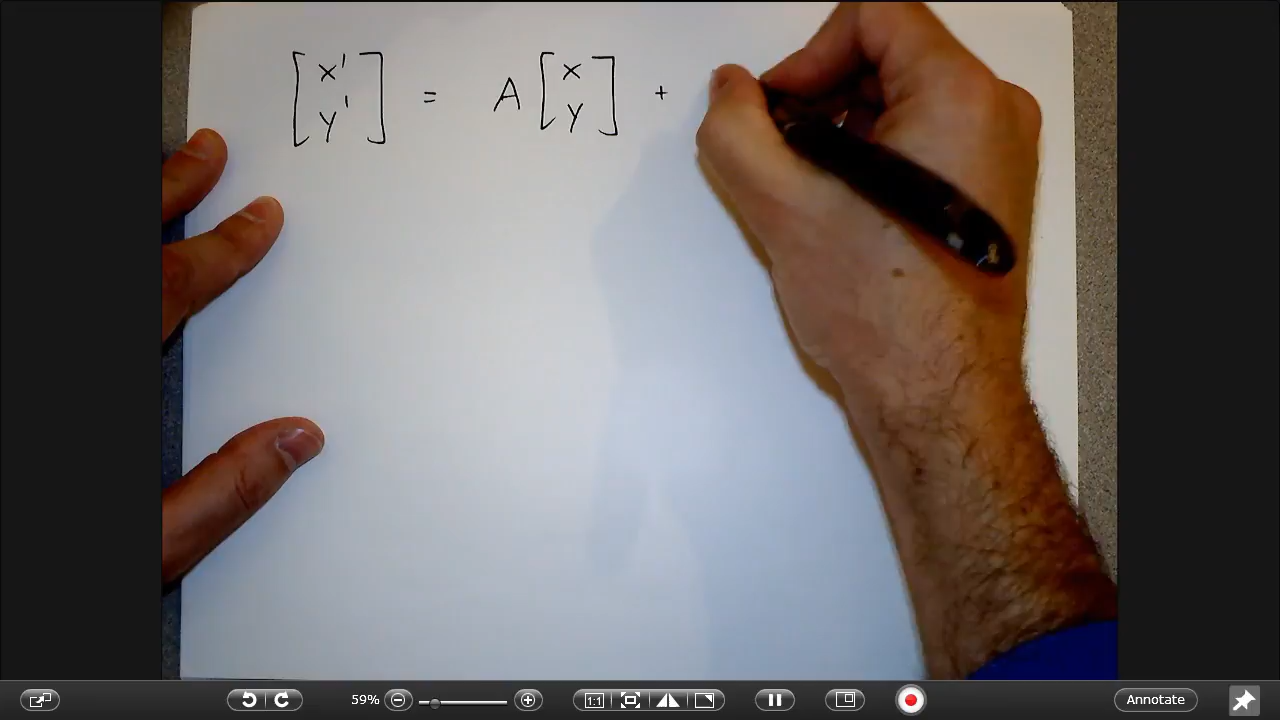 [x'] = A [x] +
[y'] [y]
59% 1:1 Annotate